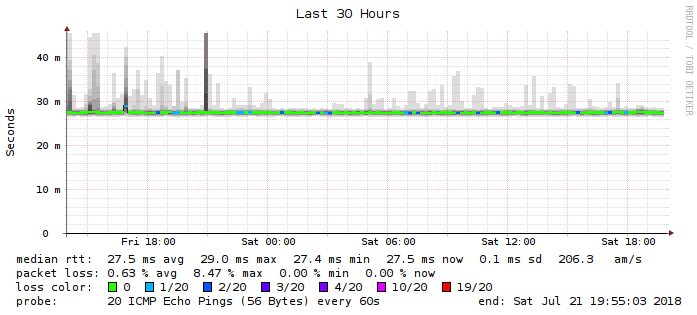 Last 30 Hours
RRDTOOL / TOBI OETIKER
Seconds
40 m
30 m
20 m
10 m
0
Fri 18:00 Sat 00:00 Sat 06:00 Sat 12:00 Sat 18:00
median rtt: 27.5 ms avg 29.0 ms max 27.4 ms min 27.5 ms now 0.1 ms sd 206.3 am/s
packet loss: 0.63 % avg 8.47 % max 0.00 % min 0.00 % now
loss color: 0 1/20 2/20 3/20 4/20 10/20 19/20
probe: 20 ICMP Echo Pings (56 Bytes) every 60s end: Sat Jul 21 19:55:03 2018